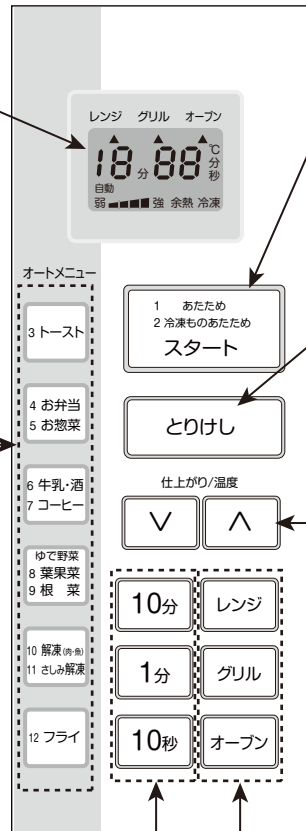 レンジ グリル オーブン
18分88℃分秒
自動
弱 強 余熱 冷凍
オートメニュー
3 トースト
4 お弁当
5 お惣菜
6 牛乳・酒
7 コーヒー
ゆで野菜
8 葉果菜
9 根 菜
10 解凍(肉・魚)
11 さしみ解凍
12 フライ
1 あたため
2 冷凍ものあたため
スタート
とりけし
仕上がり/温度
∨ ∧
10分 レンジ
1分 グリル
10秒 オーブン